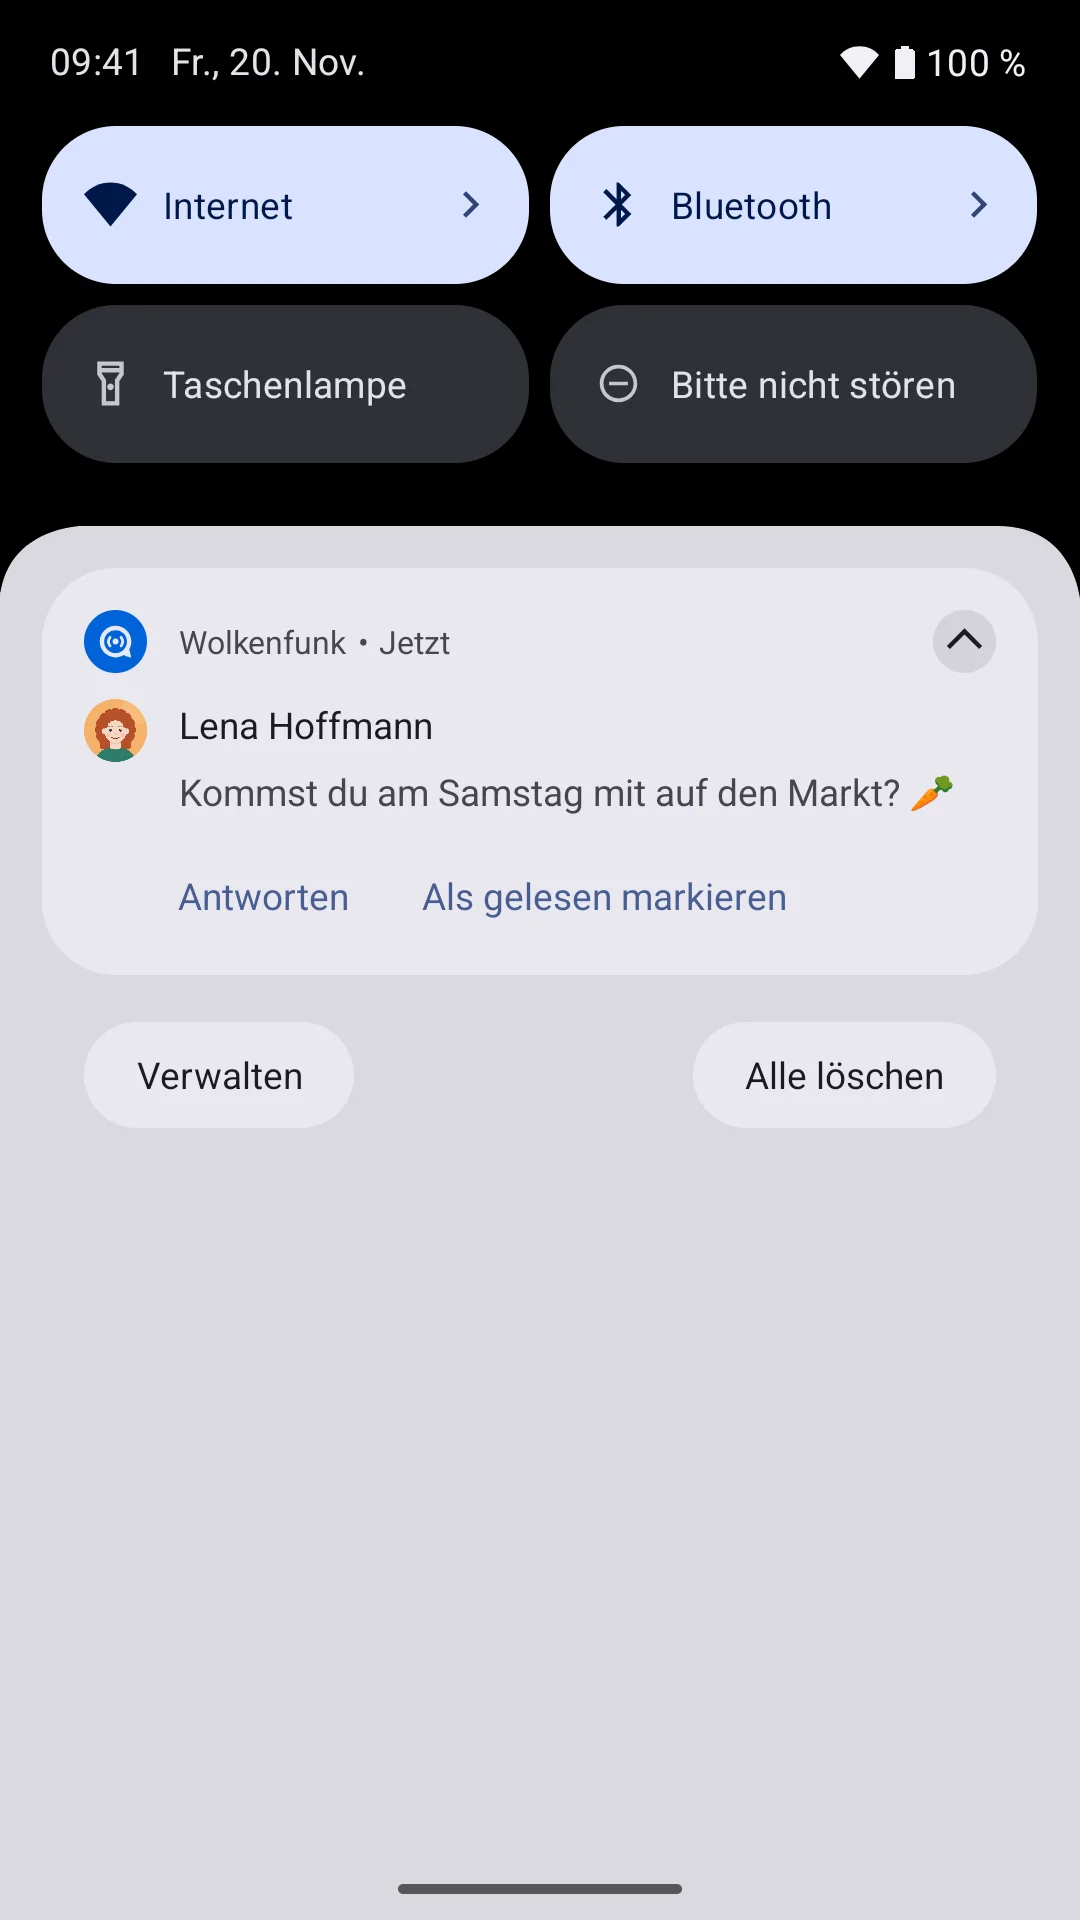 09:41 Fr., 20. Nov. 100 %
Internet
Bluetooth
Taschenlampe
Bitte nicht stören
Wolkenfunk • Jetzt
Lena Hoffmann
Kommst du am Samstag mit auf den Markt? 🥕
Antworten Als gelesen markieren
Verwalten
Alle löschen